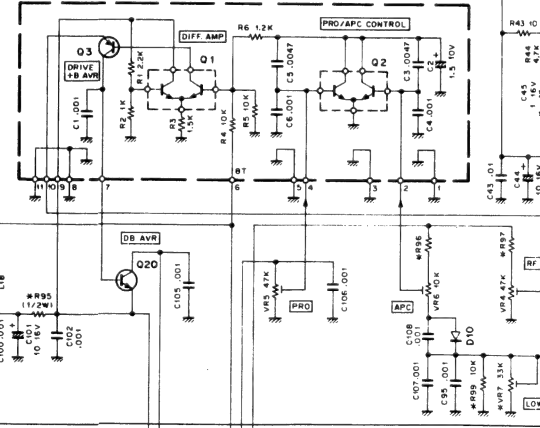 R6 1.2K
DIFF. AMP
PRO/APC CONTROL
R43 10
R44
4.7K
Q3
DRIVE
+B AVR
R1 2.2K
Q1
C5 .0047
Q2
C3 .0047
C2
1.5 10V
C45
1 16V
C1 .001
R2 1K
R3
1.5K
R4 10K
R5 10K
C6 .001
C4 .001
8T
11
10
9
8
7
6
5
4
3
2
1
C43 .01
C44
10 16V
DB AVR
Q20
C105 .001
VR5 47K
PRO
C106 .001
APC
*R96
VR6 10K
*R97
VR4 47K
RF
L18
*R95
(1/2W)
C100 .001
C101
10 16V
C102
.001
C108
.001
D10
C107 .001
C95 .001
*R99 10K
*VR7 33K
LOW